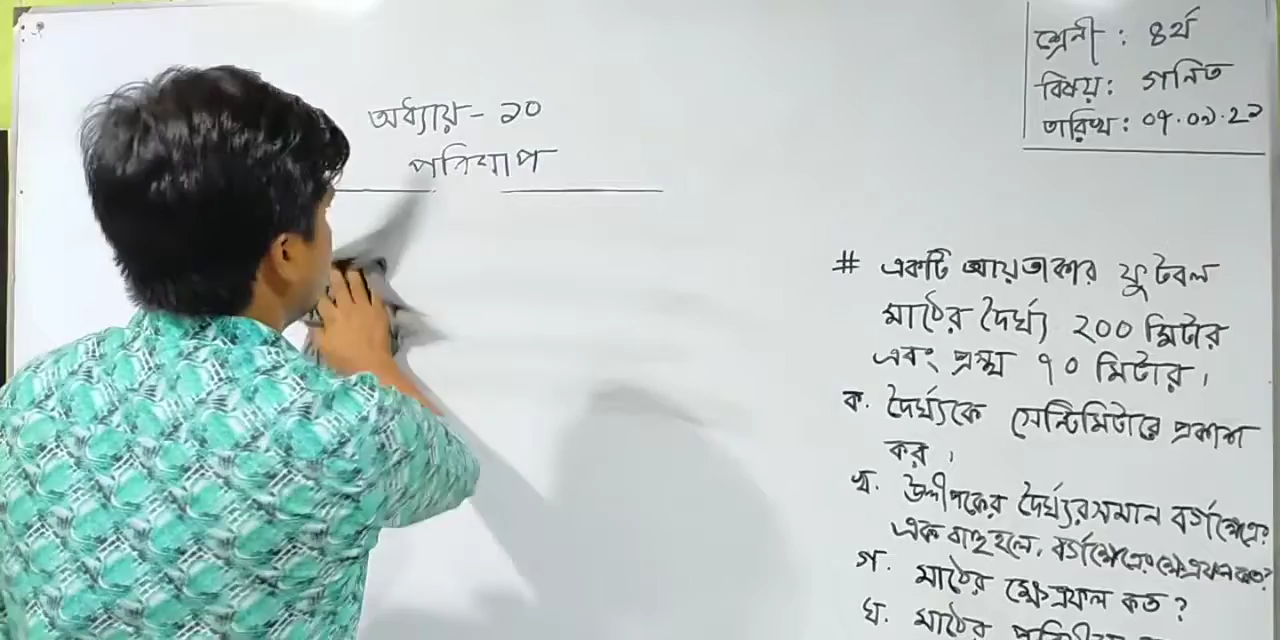 শ্রেনী : ৪র্থ
বিষয়: গনিত
তারিখ: ০৭.০৯.২১
অধ্যায়- ১০
পরিমাপ
# একটি আয়তাকার ফুটবল
মাঠের দৈর্ঘ্য ২০০ মিটার
এবং প্রস্থ ৭০ মিটার।
ক. দৈর্ঘ্যকে সেন্টিমিটারে প্রকাশ
কর।
খ. উদ্দীপকের দৈর্ঘ্যের সমান বর্গক্ষেত্রের
এক বাহু হলে, বর্গক্ষেত্রের ক্ষেত্রফল কত?
গ. মাঠের ক্ষেত্রফল কত?
ঘ. মাঠের